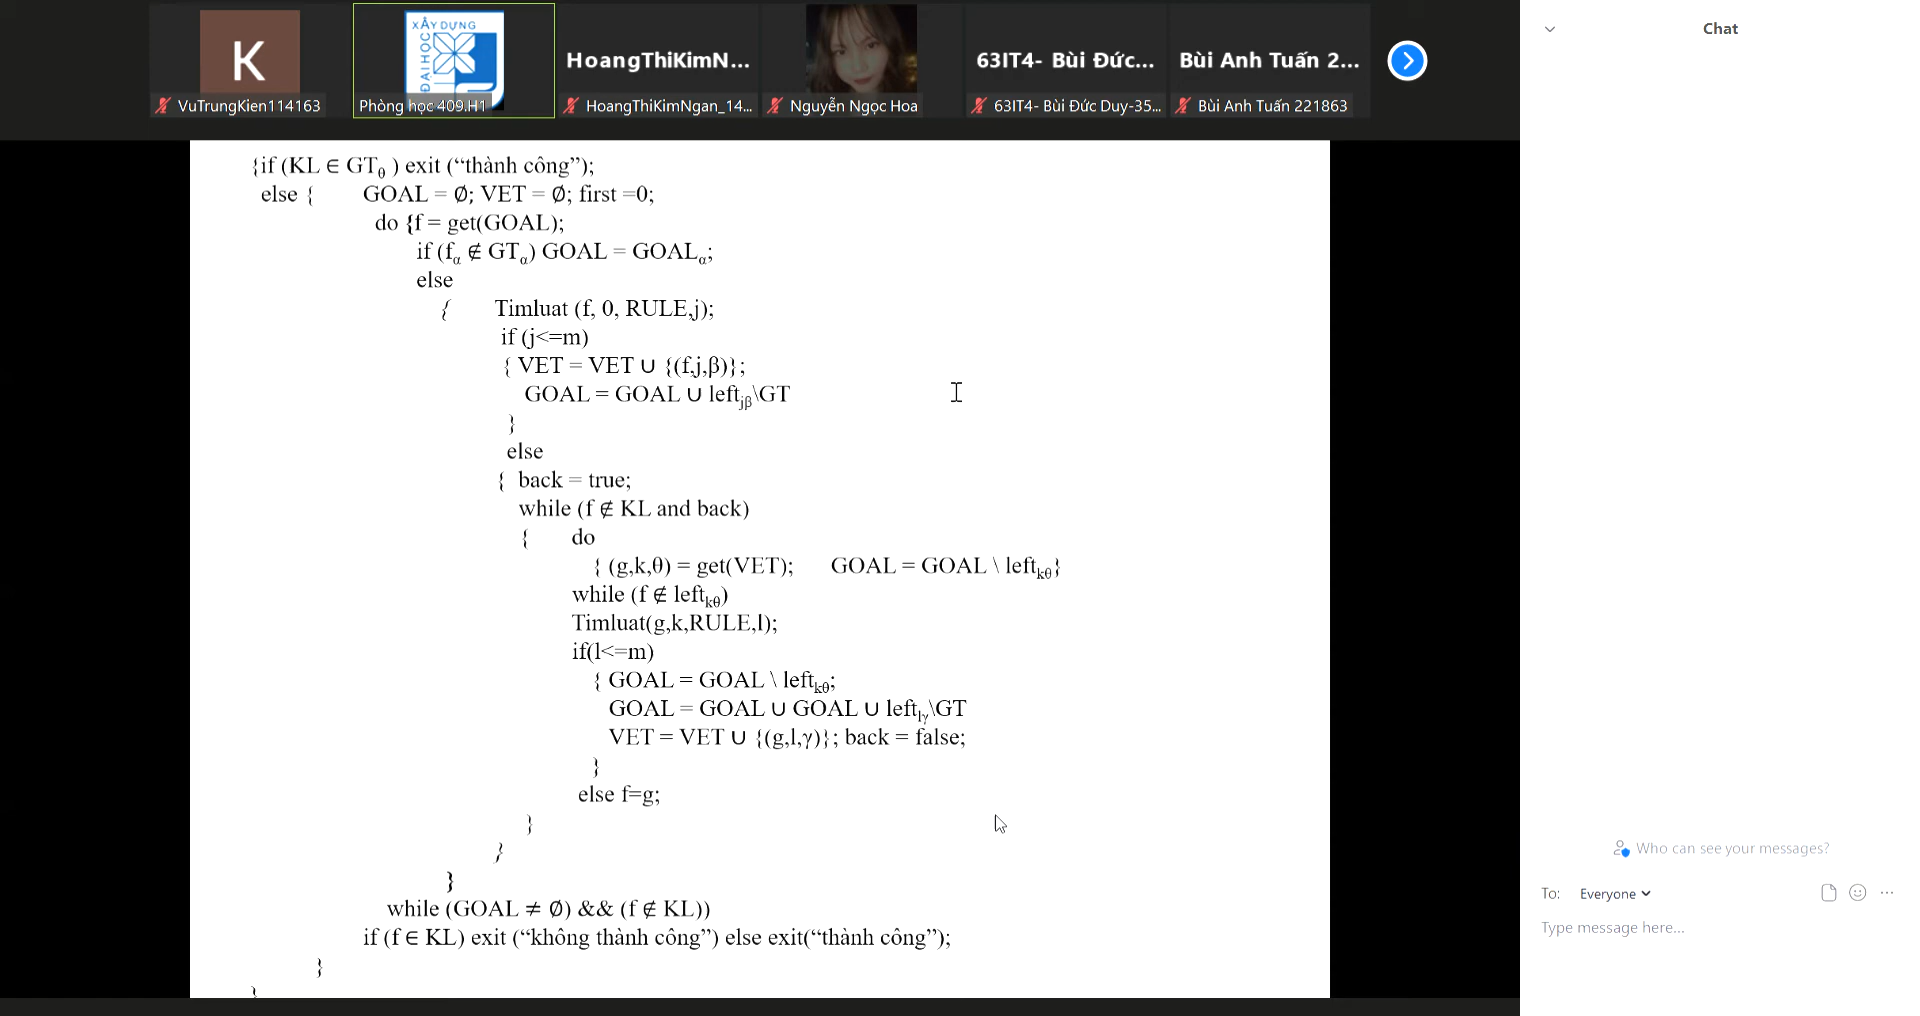 XÂY DỰNG
ĐẠI HỌC
K
HoangThiKimN...
63IT4- Bùi Đức...
Bùi Anh Tuấn 2...
VuTrungKien114163
Phòng học 409.H1
HoangThiKimNgan_14...
Nguyễn Ngọc Hoa
63IT4- Bùi Đức Duy-35...
Bùi Anh Tuấn 221863
{if (KL ∈ GTθ ) exit (“thành công”);
else { GOAL = ∅; VET = ∅; first =0;
do {f = get(GOAL);
if (fα ∉ GTα) GOAL = GOALα;
else
{ Timluat (f, 0, RULE,j);
if (j<=m)
{ VET = VET ∪ {(f,j,β)};
GOAL = GOAL ∪ leftjβ\GT
}
else
{ back = true;
while (f ∉ KL and back)
{ do
{ (g,k,θ) = get(VET); GOAL = GOAL \ leftkθ}
while (f ∉ leftkθ)
Timluat(g,k,RULE,l);
if(l<=m)
{ GOAL = GOAL \ leftkθ;
GOAL = GOAL ∪ GOAL ∪ leftlγ\GT
VET = VET ∪ {(g,l,γ)}; back = false;
}
else f=g;
}
}
}
while (GOAL ≠ ∅) && (f ∉ KL))
if (f ∈ KL) exit (“không thành công”) else exit(“thành công”);
}
}
Chat
Who can see your messages?
To: Everyone
Type message here...